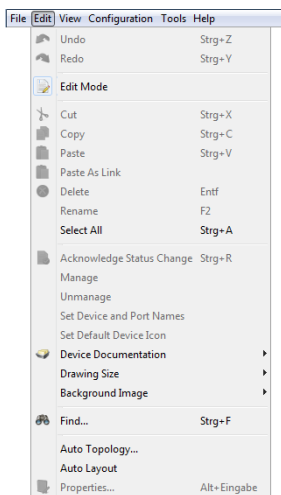 File Edit View Configuration Tools Help
Undo Strg+Z
Redo Strg+Y
Edit Mode
Cut Strg+X
Copy Strg+C
Paste Strg+V
Paste As Link
Delete Entf
Rename F2
Select All Strg+A
Acknowledge Status Change Strg+R
Manage
Unmanage
Set Device and Port Names
Set Default Device Icon
Device Documentation
Drawing Size
Background Image
Find... Strg+F
Auto Topology...
Auto Layout
Properties... Alt+Eingabe